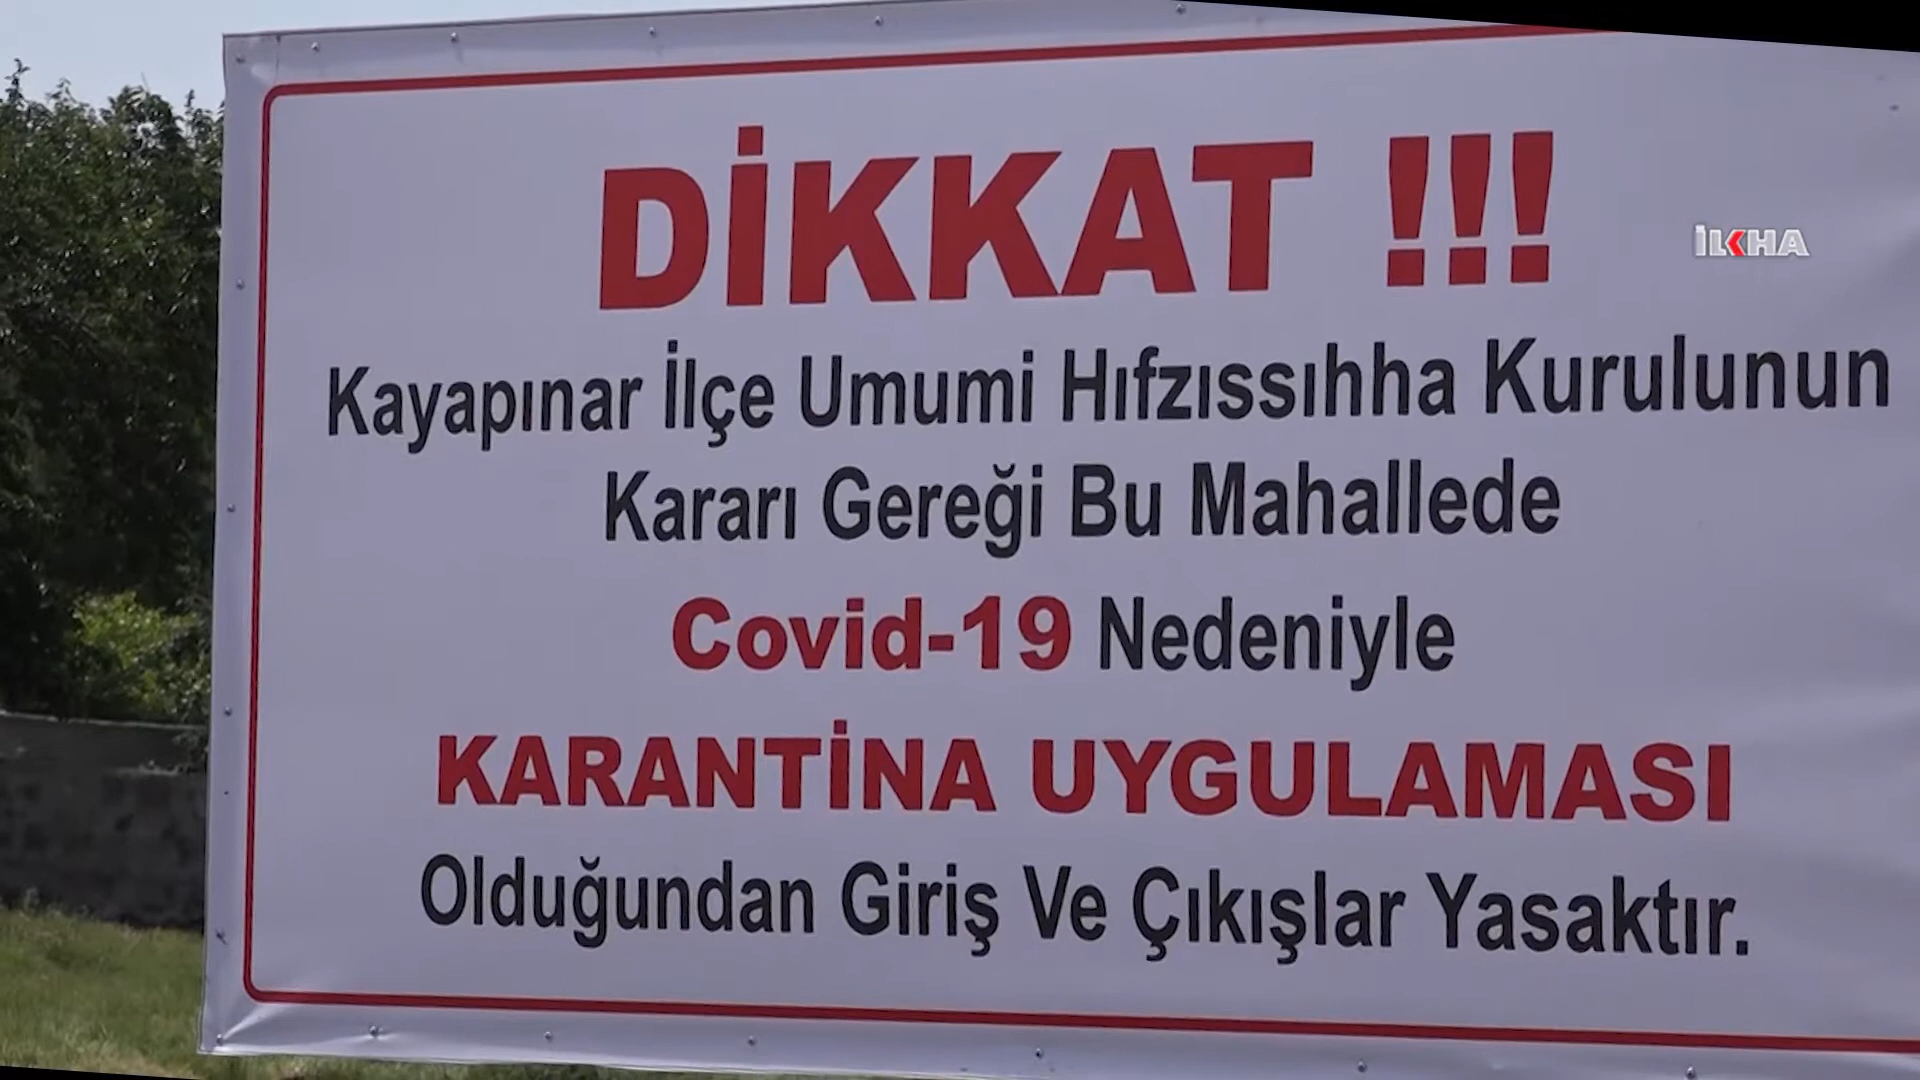 DİKKAT !!!
İLKHA
Kayapınar İlçe Umumi Hıfzıssıhha Kurulunun
Kararı Gereği Bu Mahallede
Covid-19 Nedeniyle
KARANTİNA UYGULAMASI
Olduğundan Giriş Ve Çıkışlar Yasaktır.